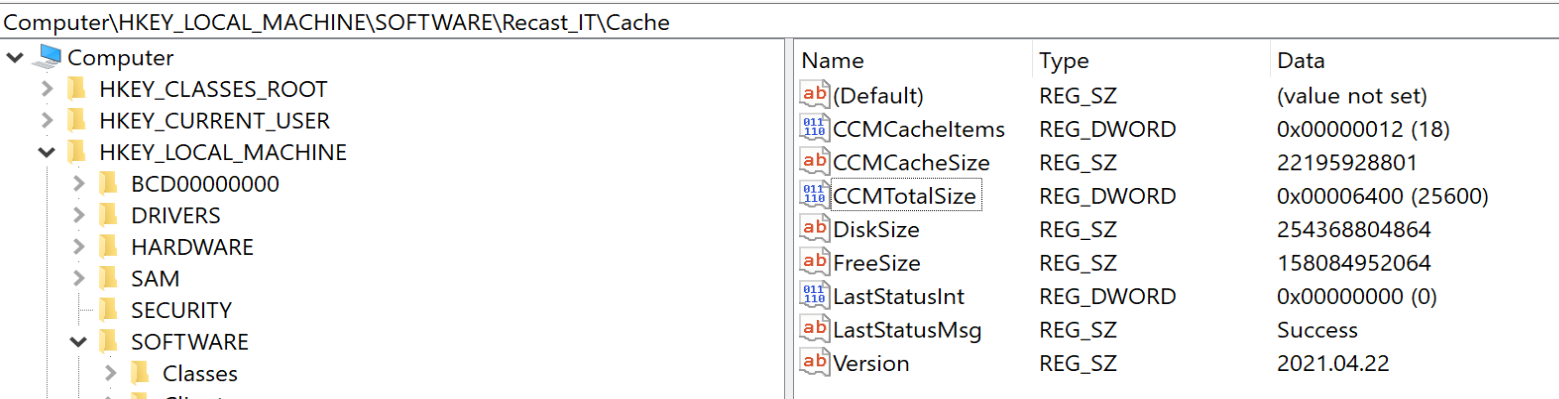 Computer\HKEY_LOCAL_MACHINE\SOFTWARE\Recast_IT\Cache
Computer
HKEY_CLASSES_ROOT
HKEY_CURRENT_USER
HKEY_LOCAL_MACHINE
BCD00000000
DRIVERS
HARDWARE
SAM
SECURITY
SOFTWARE
Classes
Name Type Data
(Default) REG_SZ (value not set)
CCMCacheItems REG_DWORD 0x00000012 (18)
CCMCacheSize REG_SZ 22195928801
CCMTotalSize REG_DWORD 0x00006400 (25600)
DiskSize REG_SZ 254368804864
FreeSize REG_SZ 158084952064
LastStatusInt REG_DWORD 0x00000000 (0)
LastStatusMsg REG_SZ Success
Version REG_SZ 2021.04.22